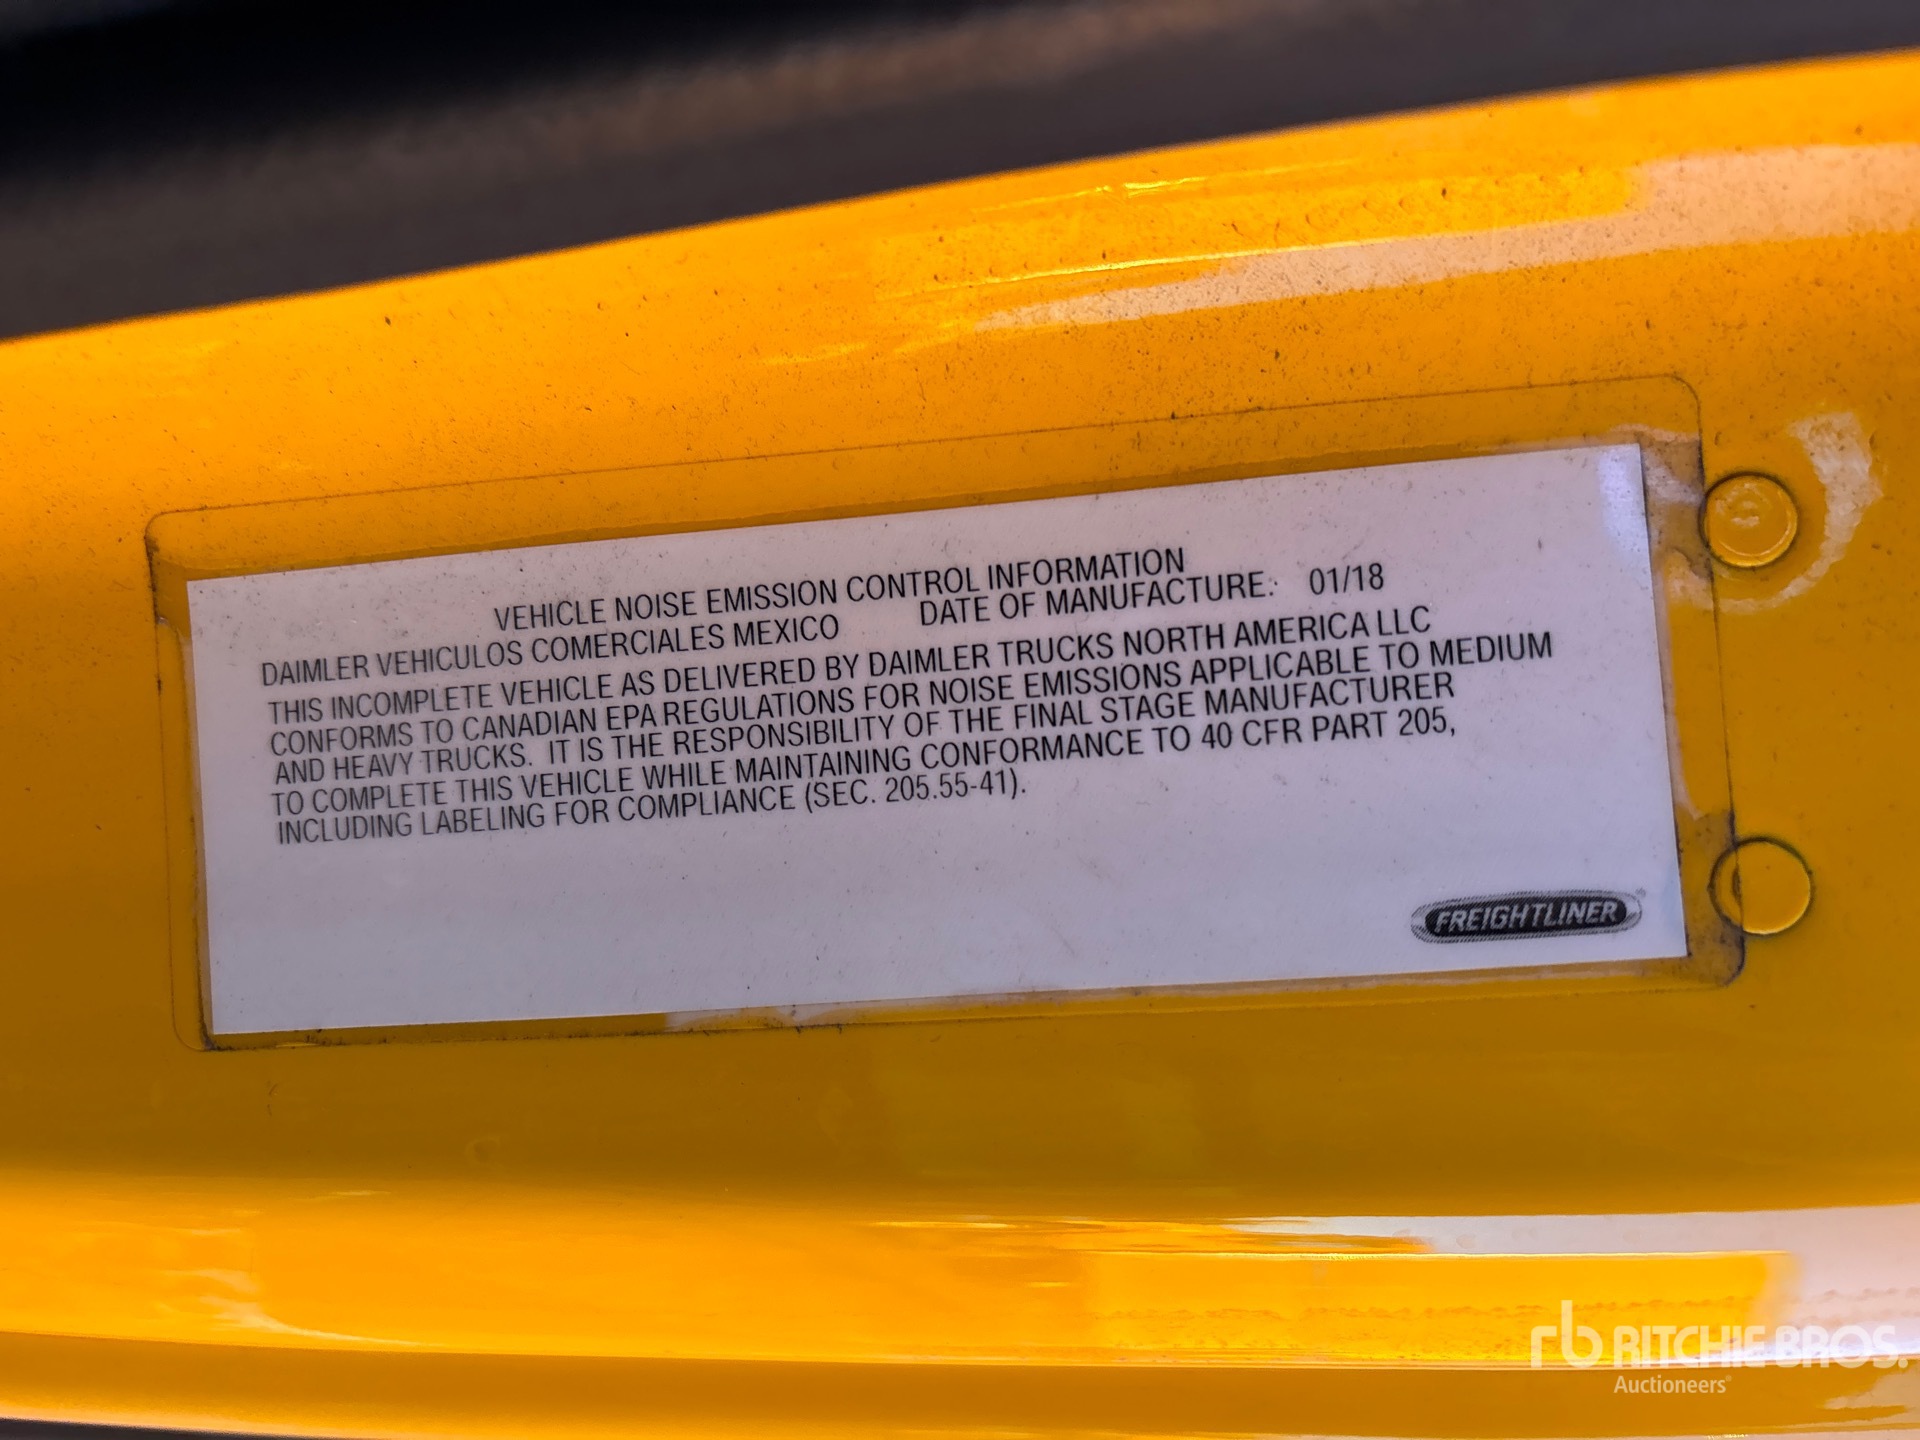 VEHICLE NOISE EMISSION CONTROL INFORMATION
DAIMLER VEHICULOS COMERCIALES MEXICO DATE OF MANUFACTURE: 01/18
THIS INCOMPLETE VEHICLE AS DELIVERED BY DAIMLER TRUCKS NORTH AMERICA LLC
CONFORMS TO CANADIAN EPA REGULATIONS FOR NOISE EMISSIONS APPLICABLE TO MEDIUM
AND HEAVY TRUCKS. IT IS THE RESPONSIBILITY OF THE FINAL STAGE MANUFACTURER
TO COMPLETE THIS VEHICLE WHILE MAINTAINING CONFORMANCE TO 40 CFR PART 205,
INCLUDING LABELING FOR COMPLIANCE (SEC. 205.55-41).
FREIGHTLINER
rb RITCHIE BROS.
Auctioneers